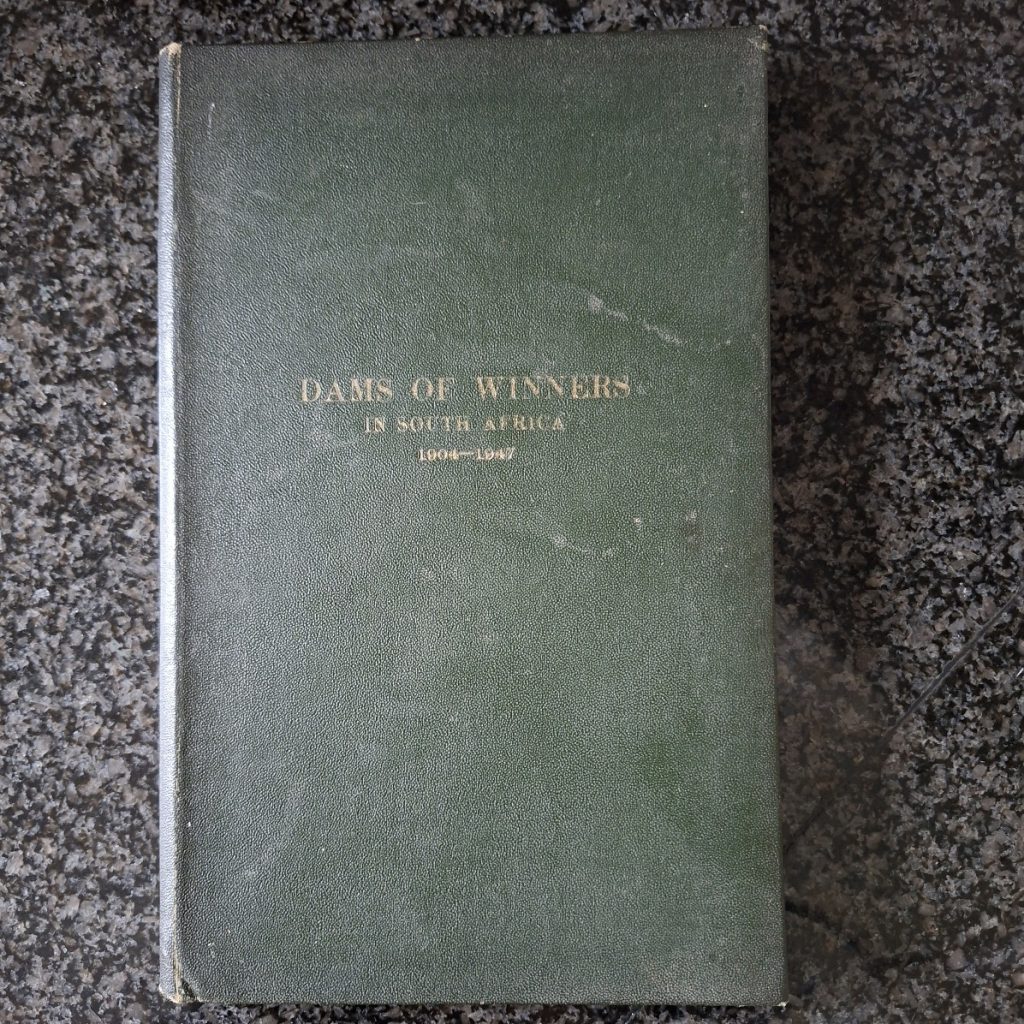 DAMS OF WINNERS
IN SOUTH AFRICA
1904—1947